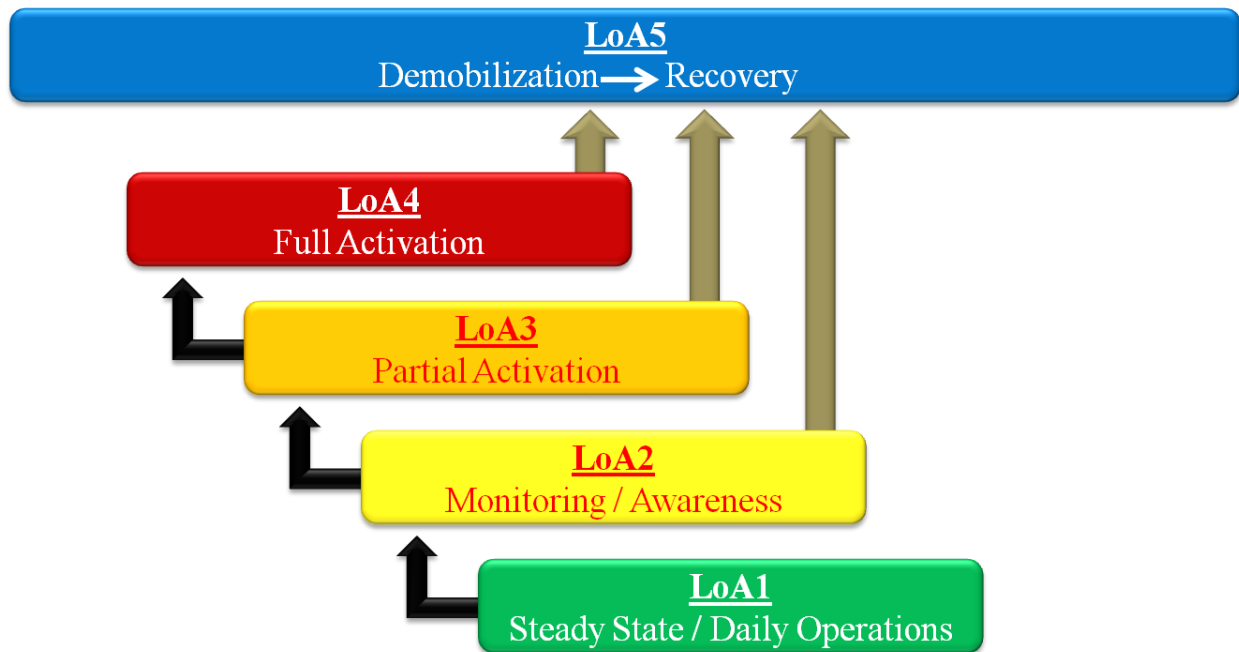 LoA5
Demobilization → Recovery
LoA4
Full Activation
LoA3
Partial Activation
LoA2
Monitoring / Awareness
LoA1
Steady State / Daily Operations